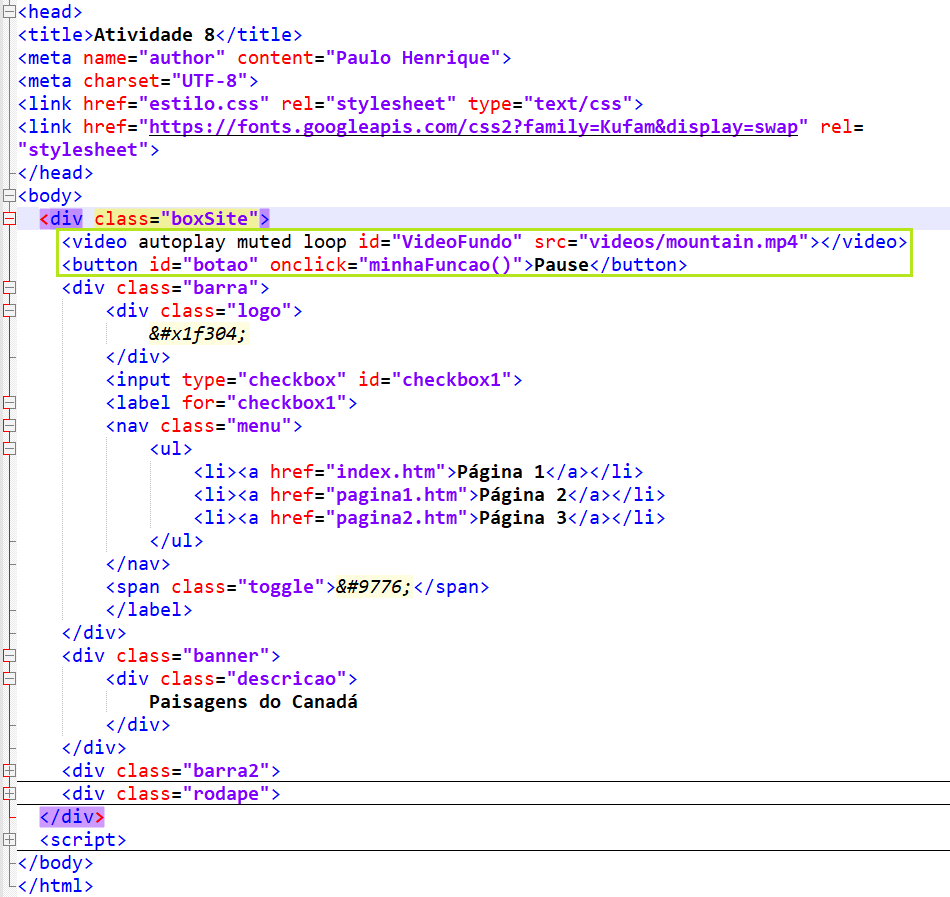 <head>
<title>Atividade 8</title>
<meta name="author" content="Paulo Henrique">
<meta charset="UTF-8">
<link href="estilo.css" rel="stylesheet" type="text/css">
<link href="https://fonts.googleapis.com/css2?family=Kufam&display=swap" rel=
"stylesheet">
</head>
<body>
<div class="boxSite">
<video autoplay muted loop id="VideoFundo" src="videos/mountain.mp4"></video>
<button id="botao" onclick="minhaFuncao()">Pause</button>
<div class="barra">
<div class="logo">
&#x1f304;
</div>
<input type="checkbox" id="checkbox1">
<label for="checkbox1">
<nav class="menu">
<ul>
<li><a href="index.htm">Página 1</a></li>
<li><a href="pagina1.htm">Página 2</a></li>
<li><a href="pagina2.htm">Página 3</a></li>
</ul>
</nav>
<span class="toggle">&#9776;</span>
</label>
</div>
<div class="banner">
<div class="descricao">
Paisagens do Canadá
</div>
</div>
<div class="barra2">
<div class="rodape">
</div>
<script>
</body>
</html>